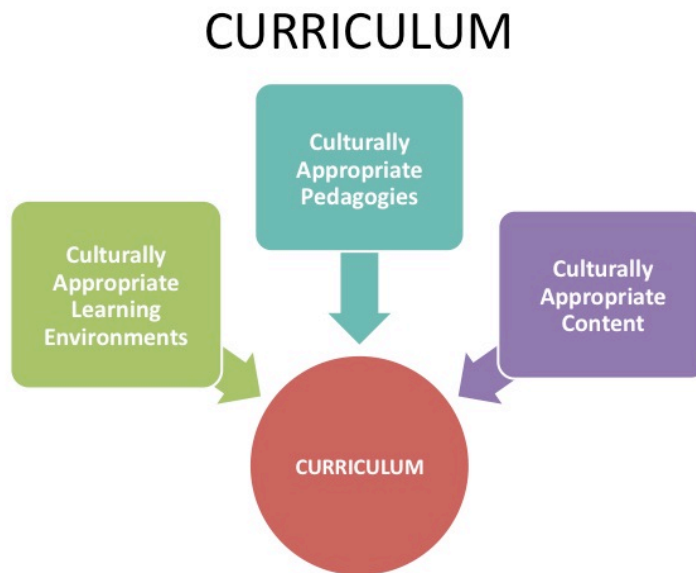 CURRICULUM
Culturally
Appropriate
Pedagogies
Culturally
Appropriate
Learning
Environments
Culturally
Appropriate
Content
CURRICULUM